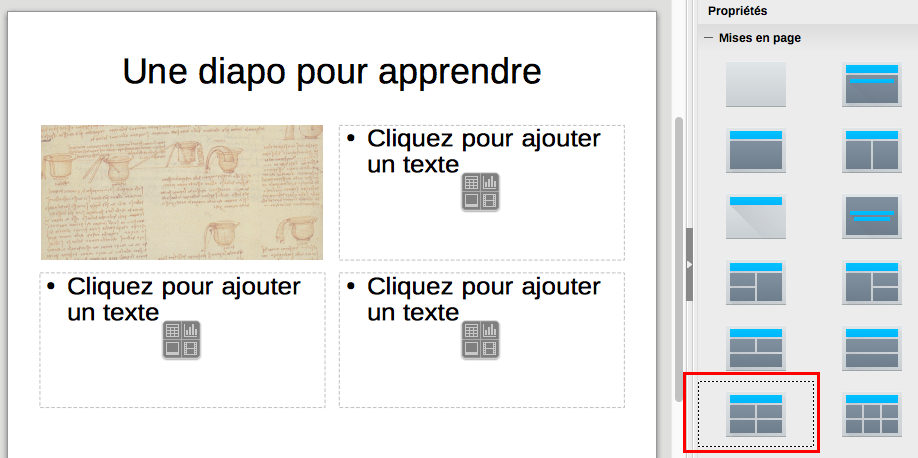 Propriétés
Mises en page
Une diapo pour apprendre
• Cliquez pour ajouter
un texte
• Cliquez pour ajouter
un texte
• Cliquez pour ajouter
un texte